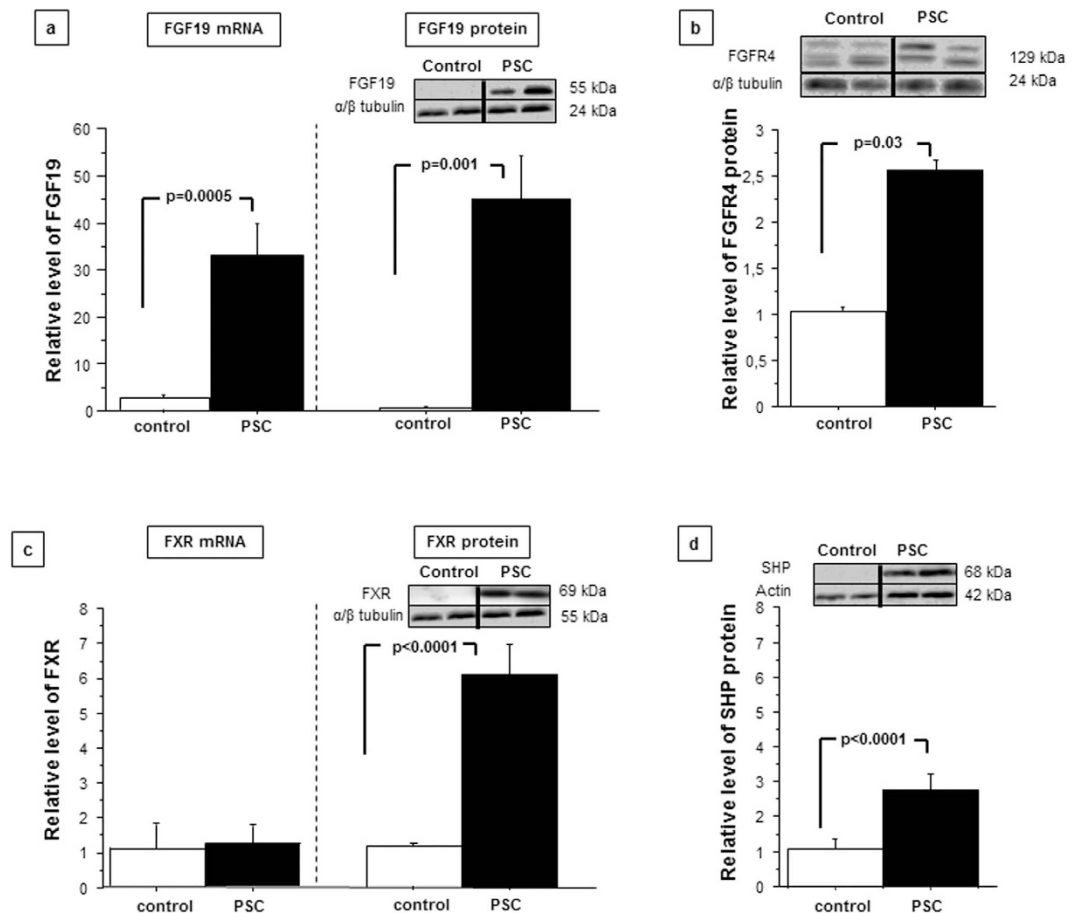 a
FGF19 mRNA
FGF19 protein
Control PSC
FGF19 55 kDa
α/β tubulin 24 kDa
Relative level of FGF19
60
50
40
30
20
10
0
p=0.0005
p=0.001
control PSC control PSC
b
Control PSC
FGFR4 129 kDa
α/β tubulin 24 kDa
Relative level of FGFR4 protein
3
2,5
2
1,5
1
0,5
0
p=0.03
control PSC
c
FXR mRNA
FXR protein
Control PSC
FXR 69 kDa
α/β tubulin 55 kDa
Relative level of FXR
8
7
6
5
4
3
2
1
0
p<0.0001
control PSC control PSC
d
Control PSC
SHP 68 kDa
Actin 42 kDa
Relative level of SHP protein
8
7
6
5
4
3
2
1
0
p<0.0001
control PSC